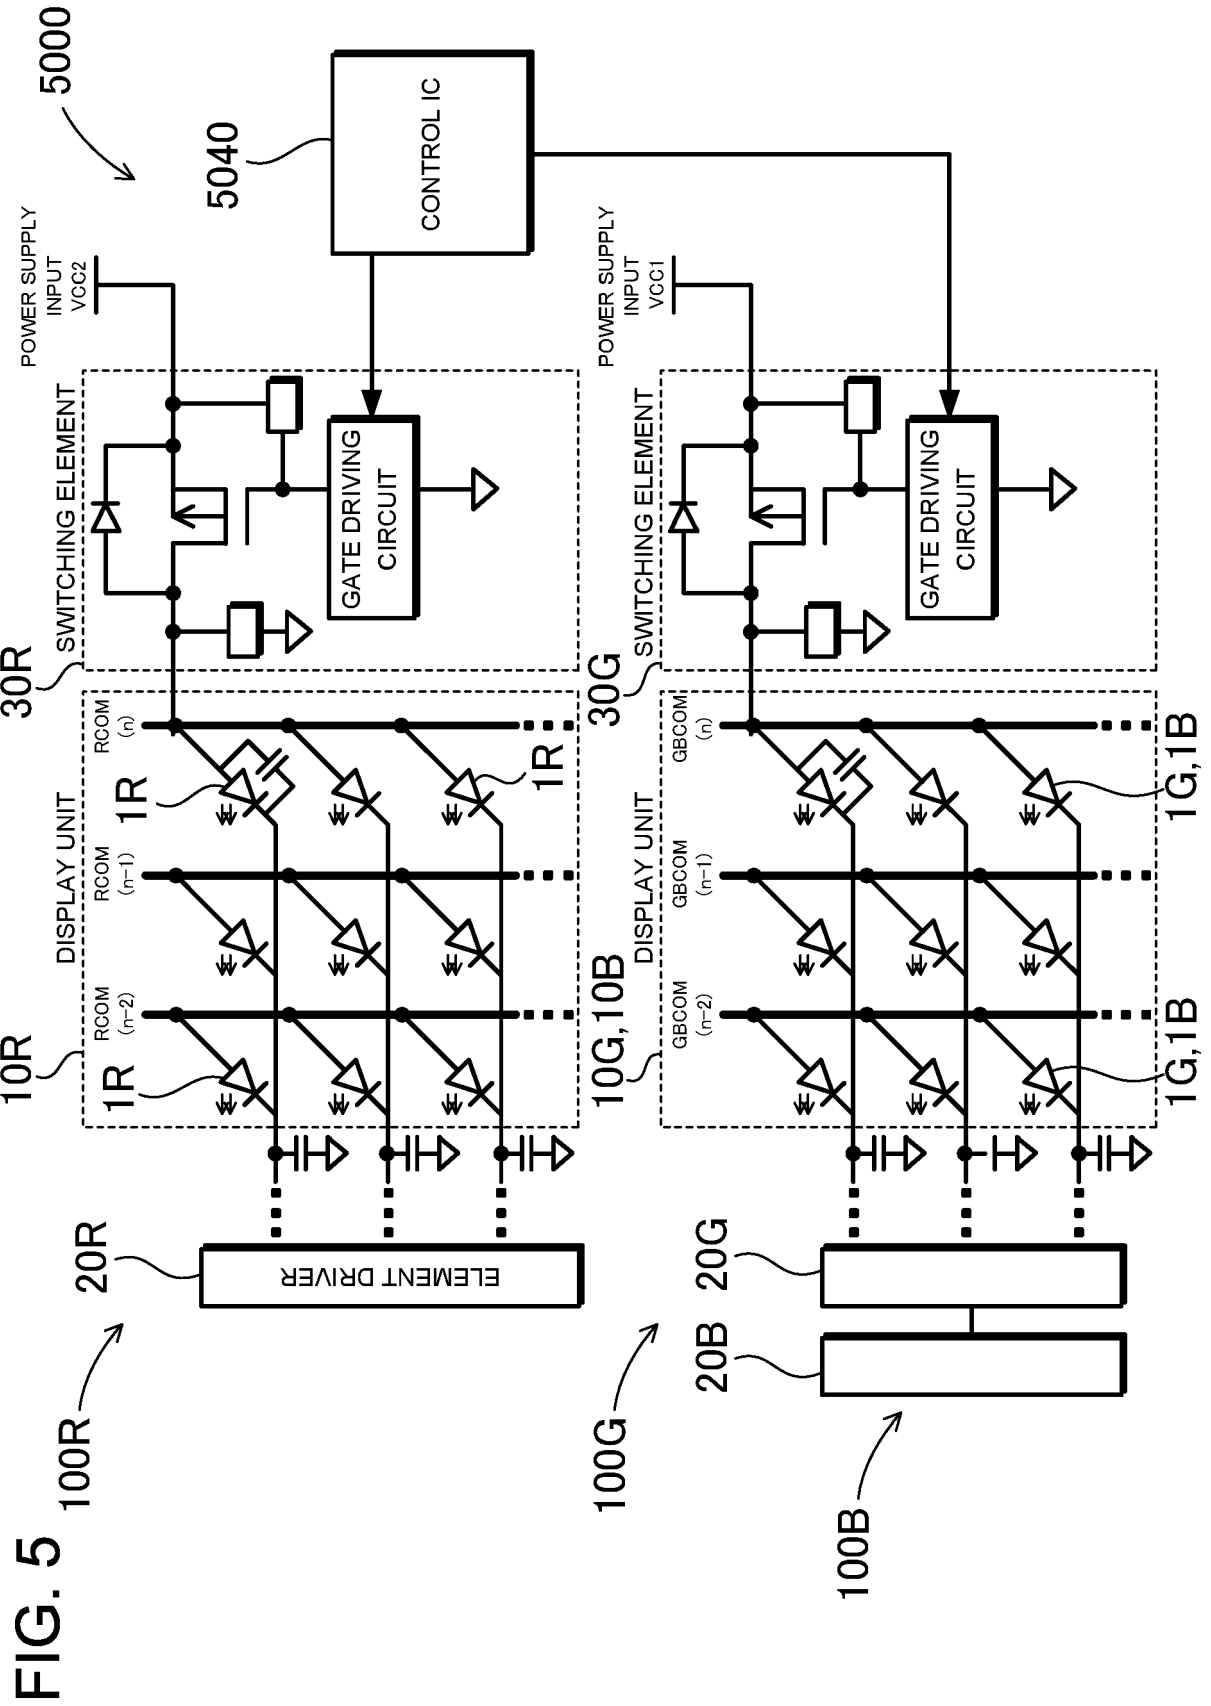 FIG. 5
5000
100R
20R
ELEMENT DRIVER
10R
DISPLAY UNIT
RCOM
(n-2)
RCOM
(n-1)
RCOM
(n)
1R
1R
1R
30R
SWITCHING ELEMENT
GATE DRIVING
CIRCUIT
POWER SUPPLY
INPUT
VCC2
5040
CONTROL IC
100G
100B
20B
20G
10G,10B
DISPLAY UNIT
GBCOM
(n-2)
GBCOM
(n-1)
GBCOM
(n)
1G,1B
1G,1B
30G
SWITCHING ELEMENT
GATE DRIVING
CIRCUIT
POWER SUPPLY
INPUT
VCC1